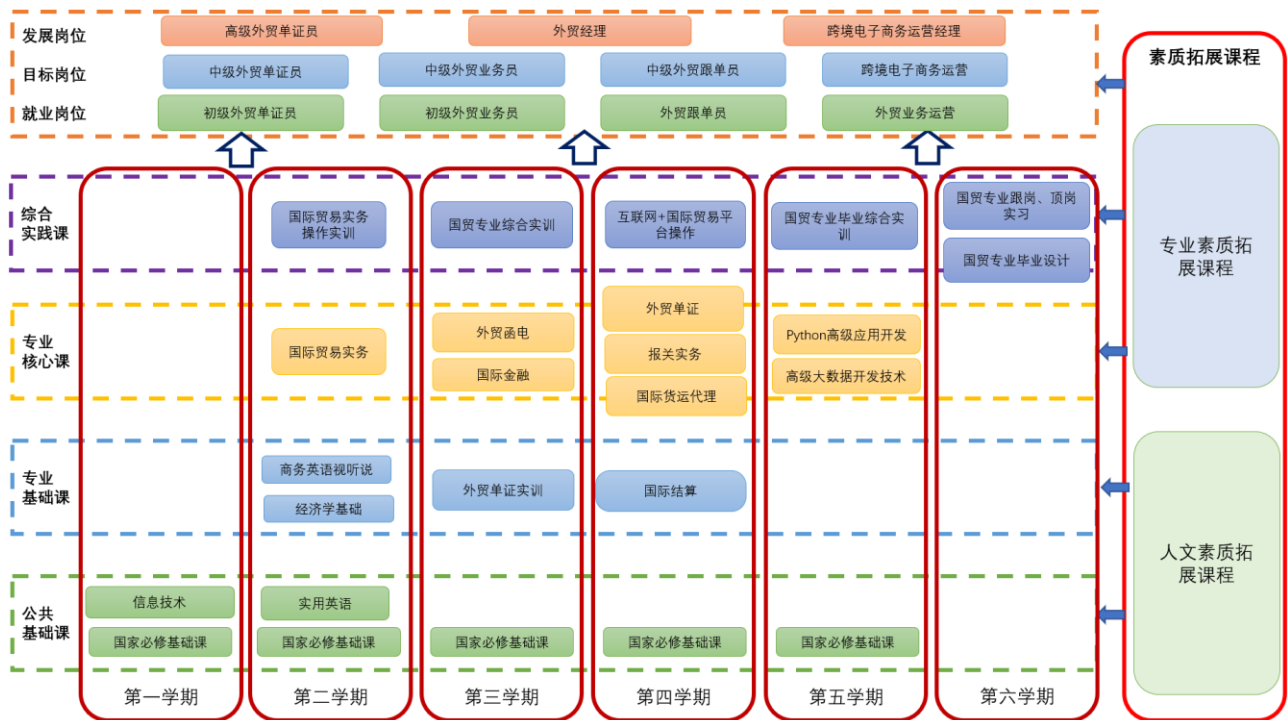 发展岗位
高级外贸单证员
外贸经理
跨境电子商务运营经理
目标岗位
中级外贸单证员
中级外贸业务员
中级外贸跟单员
跨境电子商务运营
就业岗位
初级外贸单证员
初级外贸业务员
外贸跟单员
外贸业务运营
综合
实践课
国际贸易实务
操作实训
国贸专业综合实训
互联网+国际贸易平
台操作
国贸专业毕业综合实
训
国贸专业跟岗、顶岗
实习
国贸专业毕业设计
专业
核心课
国际贸易实务
外贸函电
国际金融
外贸单证
报关实务
国际货运代理
Python高级应用开发
高级大数据开发技术
专业
基础课
商务英语视听说
经济学基础
外贸单证实训
国际结算
公共
基础课
信息技术
实用英语
国家必修基础课
国家必修基础课
国家必修基础课
国家必修基础课
国家必修基础课
第一学期
第二学期
第三学期
第四学期
第五学期
第六学期
素质拓展课程
专业素质拓
展课程
人文素质拓
展课程